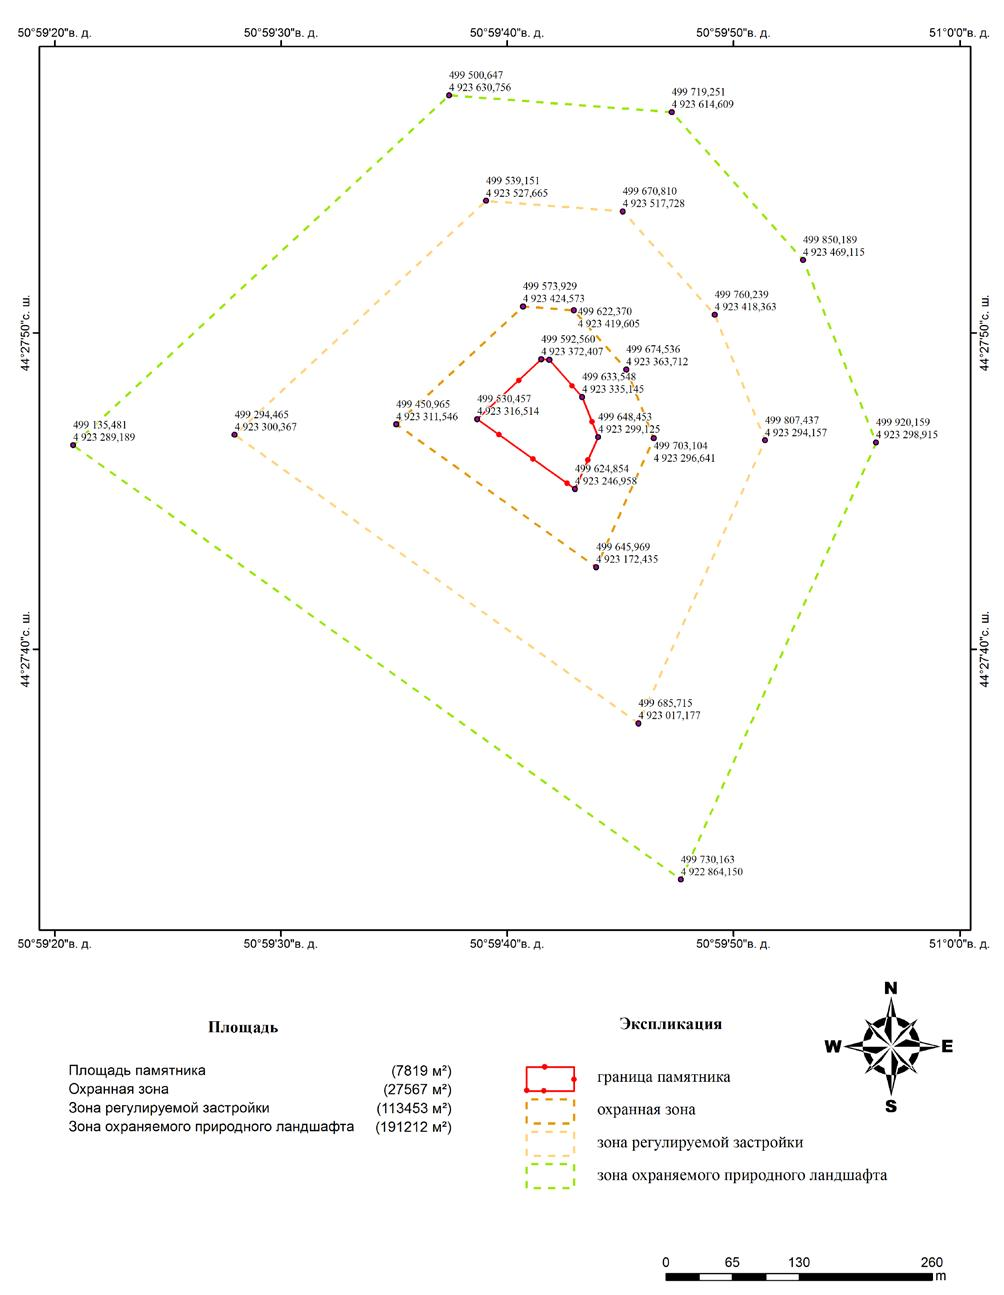 50°59'20"в. д.
50°59'30"в. д.
50°59'40"в. д.
50°59'50"в. д.
51°0'0"в. д.
499 500,647
4 923 630,756
499 719,251
4 923 614,609
499 539,151
4 923 527,665
499 670,810
4 923 517,728
499 850,189
4 923 469,115
499 573,929
4 923 424,573
499 622,370
4 923 419,605
499 760,239
4 923 418,363
44°27'50"с. ш.
44°27'50"с. ш.
499 592,560
4 923 372,407
499 674,536
4 923 363,712
499 633,548
4 923 335,145
499 530,457
4 923 316,514
499 450,965
4 923 311,546
499 294,465
4 923 300,367
499 135,481
4 923 289,189
499 648,453
4 923 299,125
499 703,104
4 923 296,641
499 807,437
4 923 294,157
499 920,159
4 923 298,915
499 624,854
4 923 246,958
499 645,969
4 923 172,435
44°27'40"с. ш.
44°27'40"с. ш.
499 685,715
4 923 017,177
499 730,163
4 922 864,150
50°59'20"в. д.
50°59'30"в. д.
50°59'40"в. д.
50°59'50"в. д.
51°0'0"в. д.
Площадь
Площадь памятника (7819 м²)
Охранная зона (27567 м²)
Зона регулируемой застройки (113453 м²)
Зона охраняемого природного ландшафта (191212 м²)
Экспликация
граница памятника
охранная зона
зона регулируемой застройки
зона охраняемого природного ландшафта
N
W E
S
0 65 130 260
m